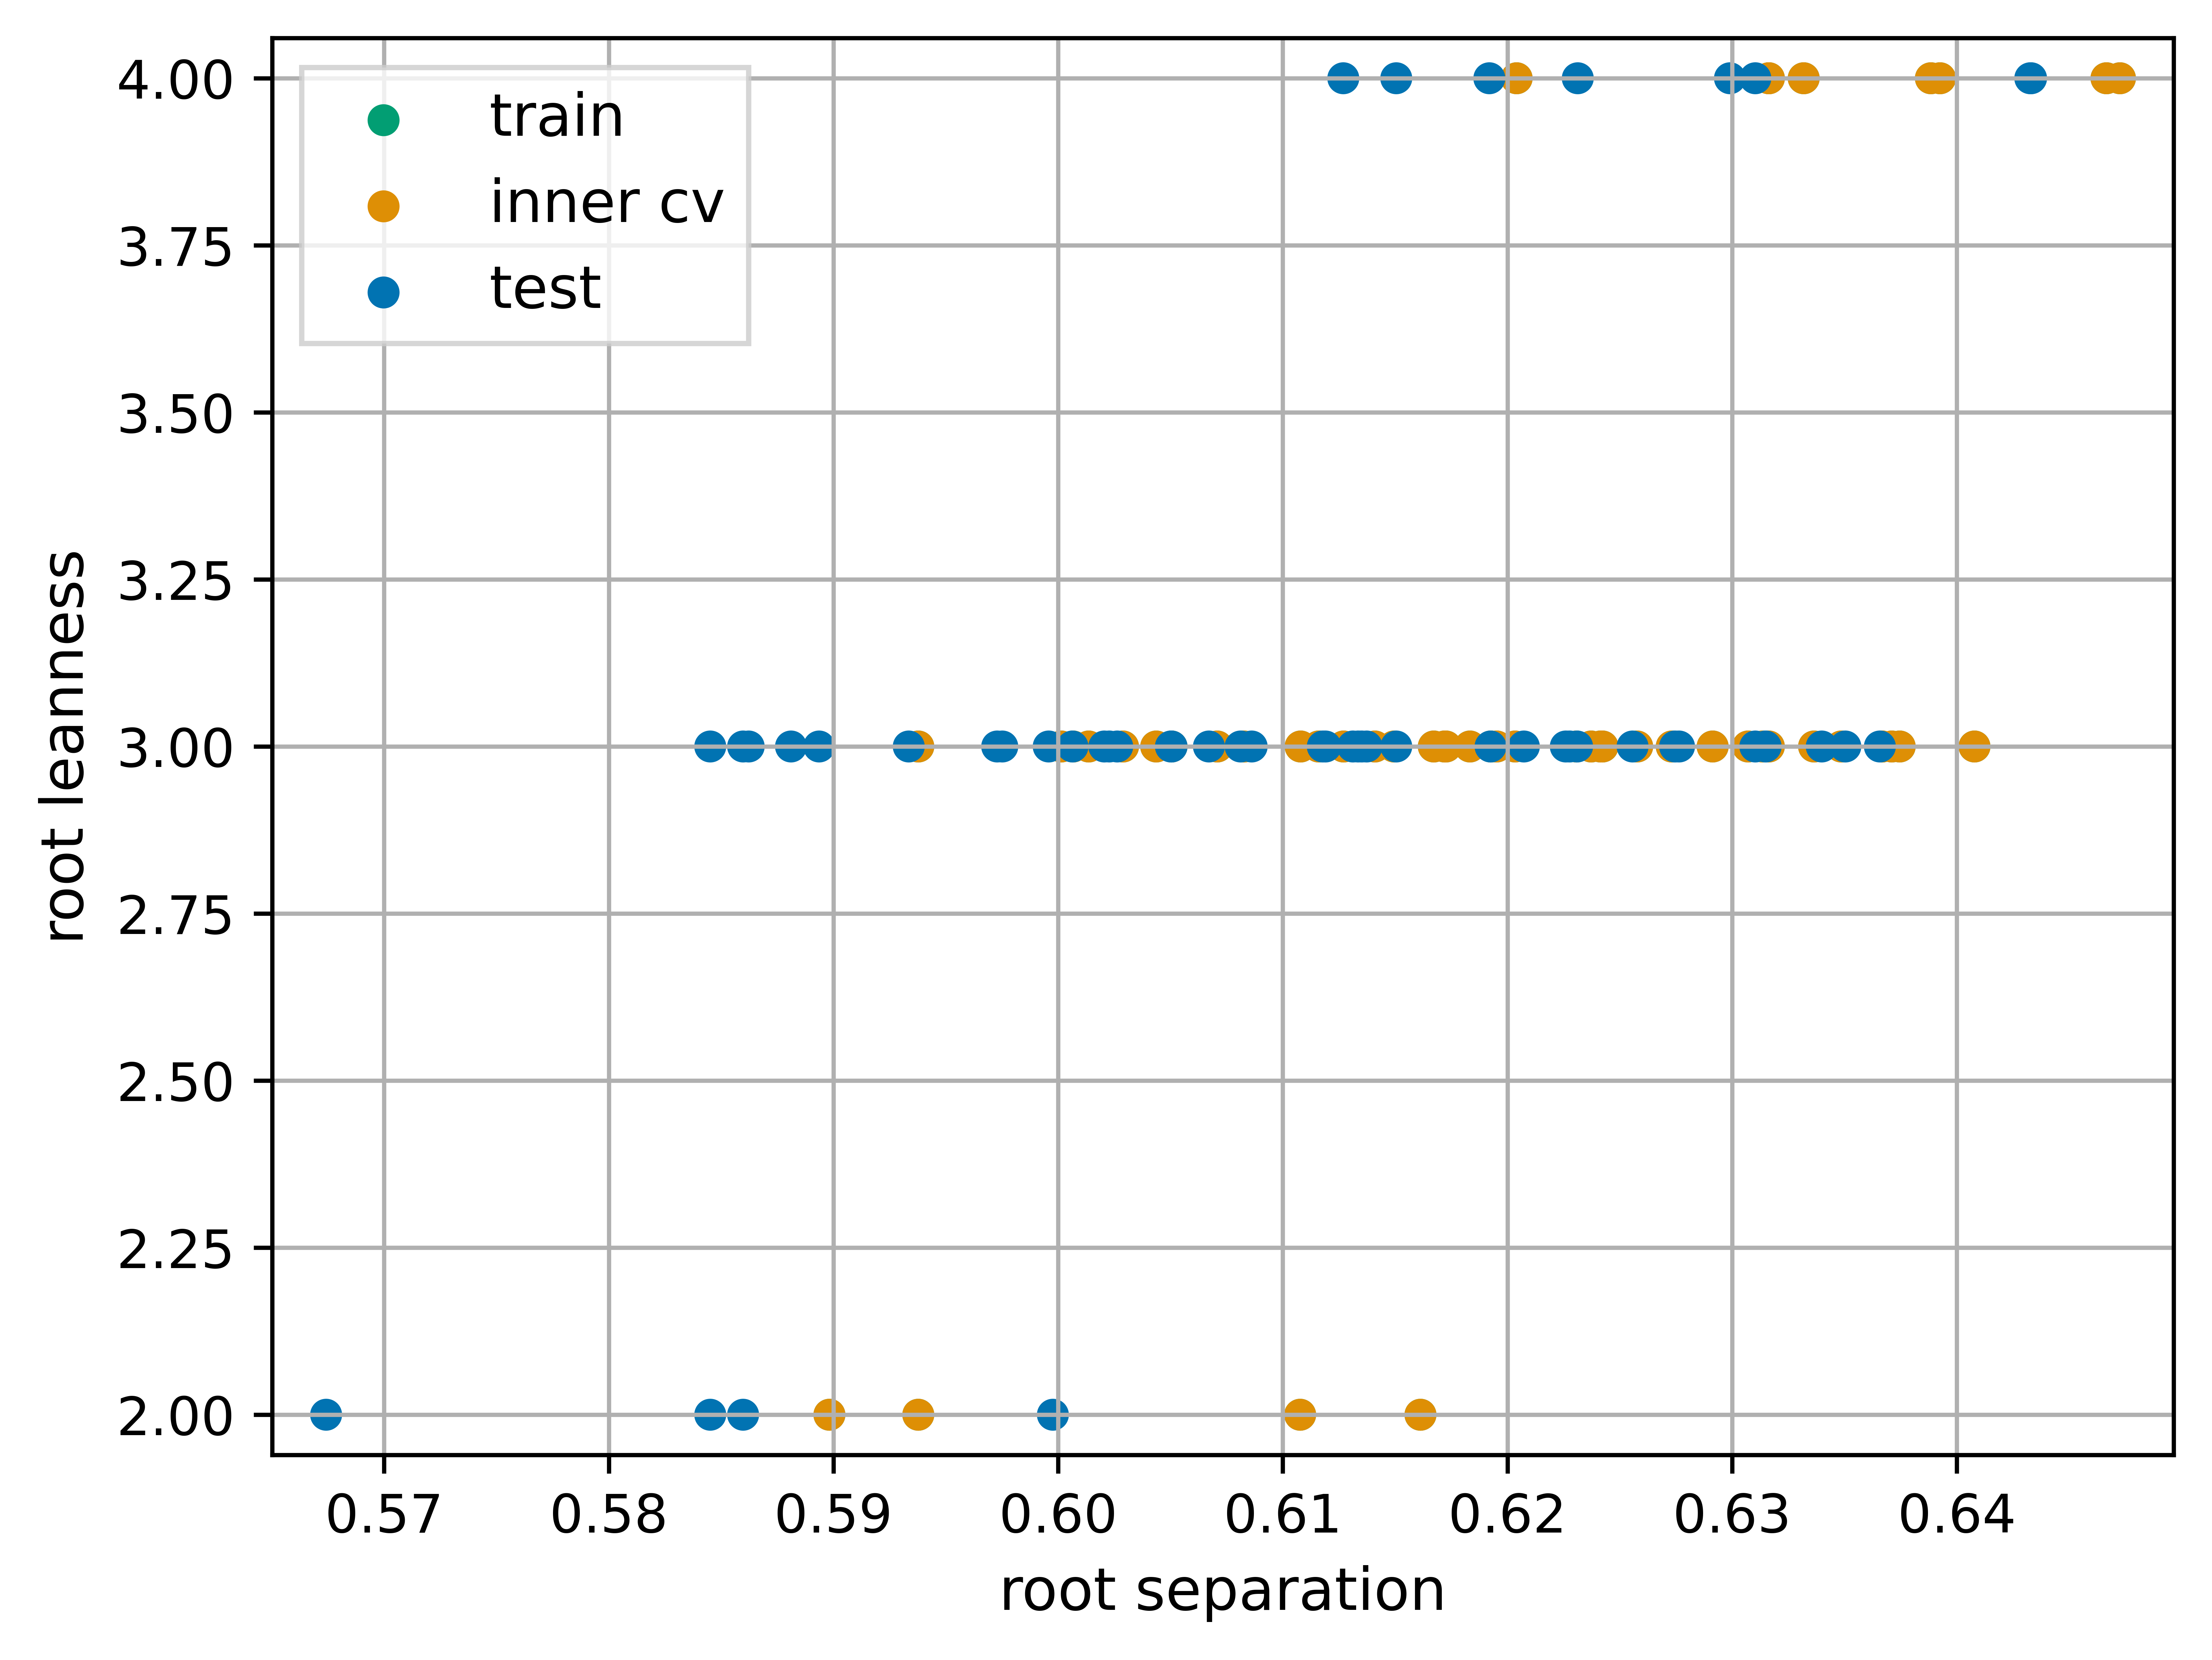 4.00
3.75
3.50
3.25
3.00
2.75
2.50
2.25
2.00
root leanness
train
inner cv
test
0.57 0.58 0.59 0.60 0.61 0.62 0.63 0.64
root separation